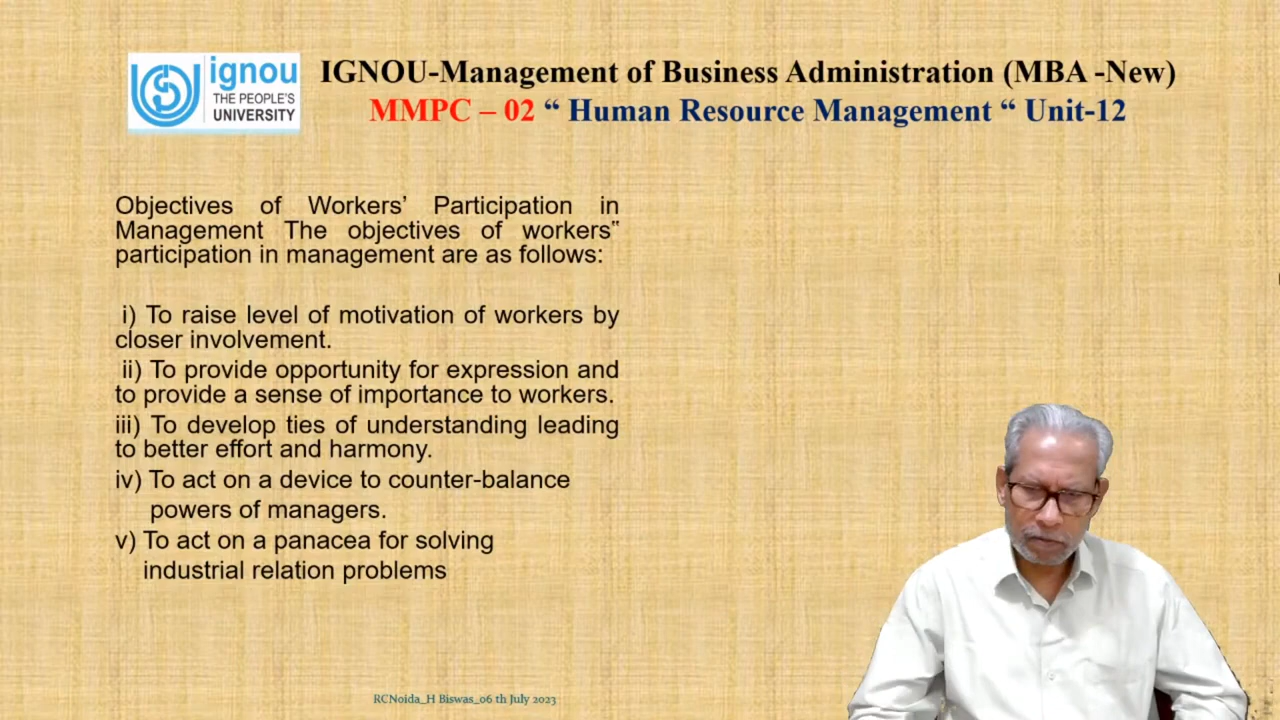 ignou
THE PEOPLE'S
UNIVERSITY
IGNOU-Management of Business Administration (MBA -New)
MMPC – 02 “ Human Resource Management “ Unit-12
Objectives of Workers’ Participation in
Management The objectives of workers‟
participation in management are as follows:
i) To raise level of motivation of workers by
closer involvement.
ii) To provide opportunity for expression and
to provide a sense of importance to workers.
iii) To develop ties of understanding leading
to better effort and harmony.
iv) To act on a device to counter-balance
powers of managers.
v) To act on a panacea for solving
industrial relation problems
RCNoida_H Biswas_06 th July 2023